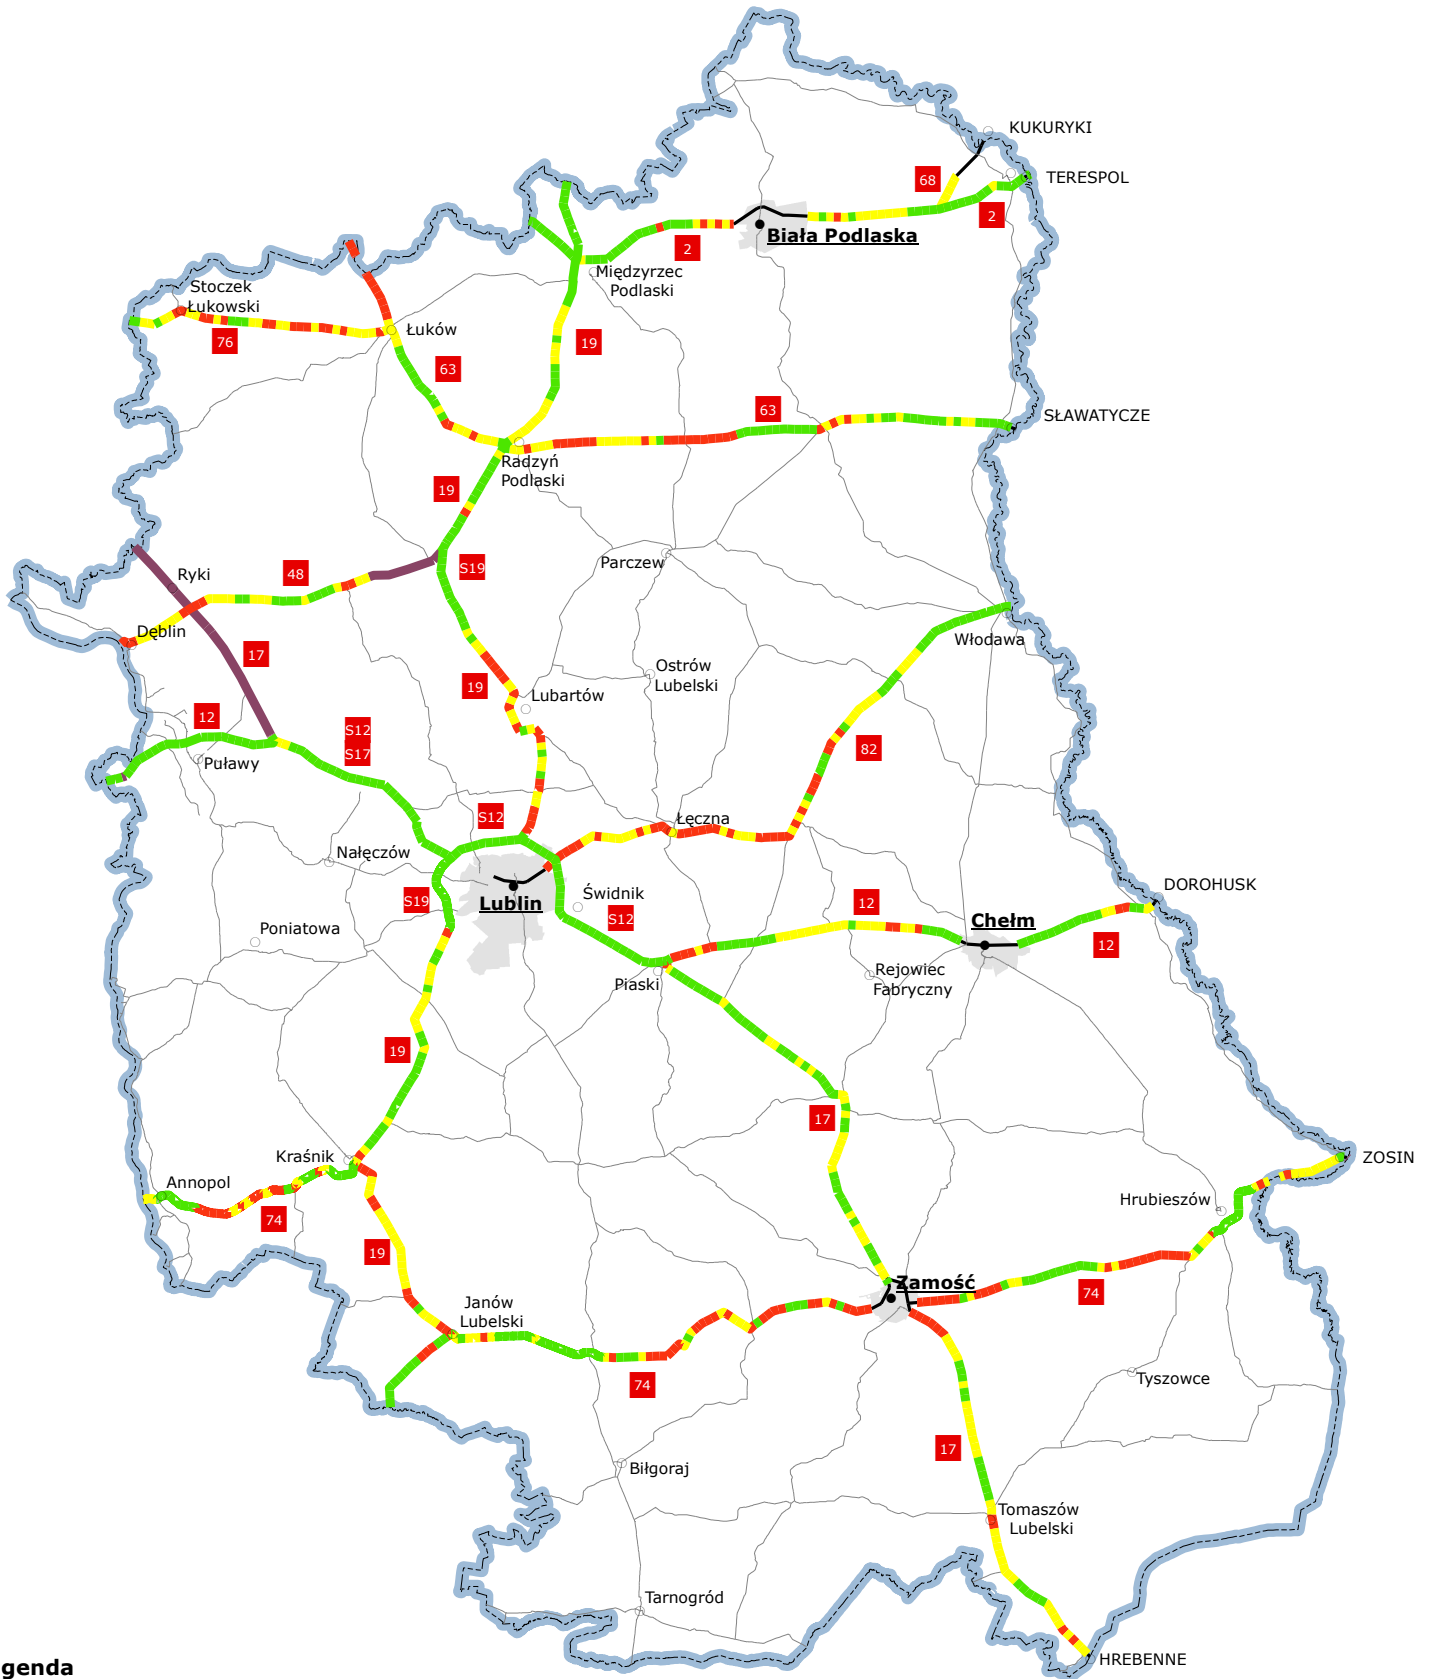 KUKURYKI
TERESPOL
68
2
Biała Podlaska
2
Międzyrzec
Podlaski
Stoczek
Łukowski
76
Łuków
19
63
63
SŁAWATYCZE
Radzyń
Podlaski
19
Parczew
S19
Ryki
48
Dęblin
17
Włodawa
Ostrów
Lubelski
19
Lubartów
12
S12
S17
82
Puławy
S12
Łęczna
Nałęczów
S19
Świdnik
S12
Lublin
12
DOROHUSK
Chełm
12
Poniatowa
Piaski
Rejowiec
Fabryczny
19
17
Kraśnik
ZOSIN
Annopol
Hrubieszów
74
19
Zamość
74
Janów
Lubelski
74
Tyszowce
17
Biłgoraj
Tomaszów
Lubelski
Tarnogród
HREBENNE
genda